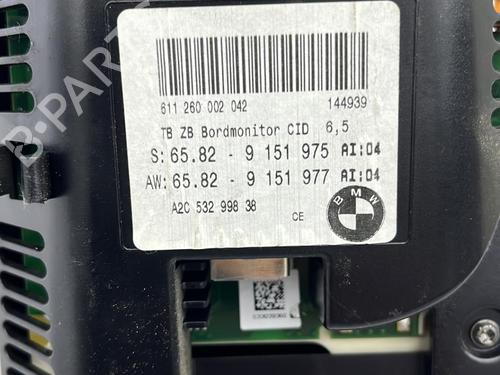 611 260 002 042 144939
TB ZB Bordmonitor CID 6,5
S: 65.82 - 9 151 975 AI:04
AW: 65.82 - 9 151 977 AI:04
A2C 532 998 38 CE
BMW
B-PARTS